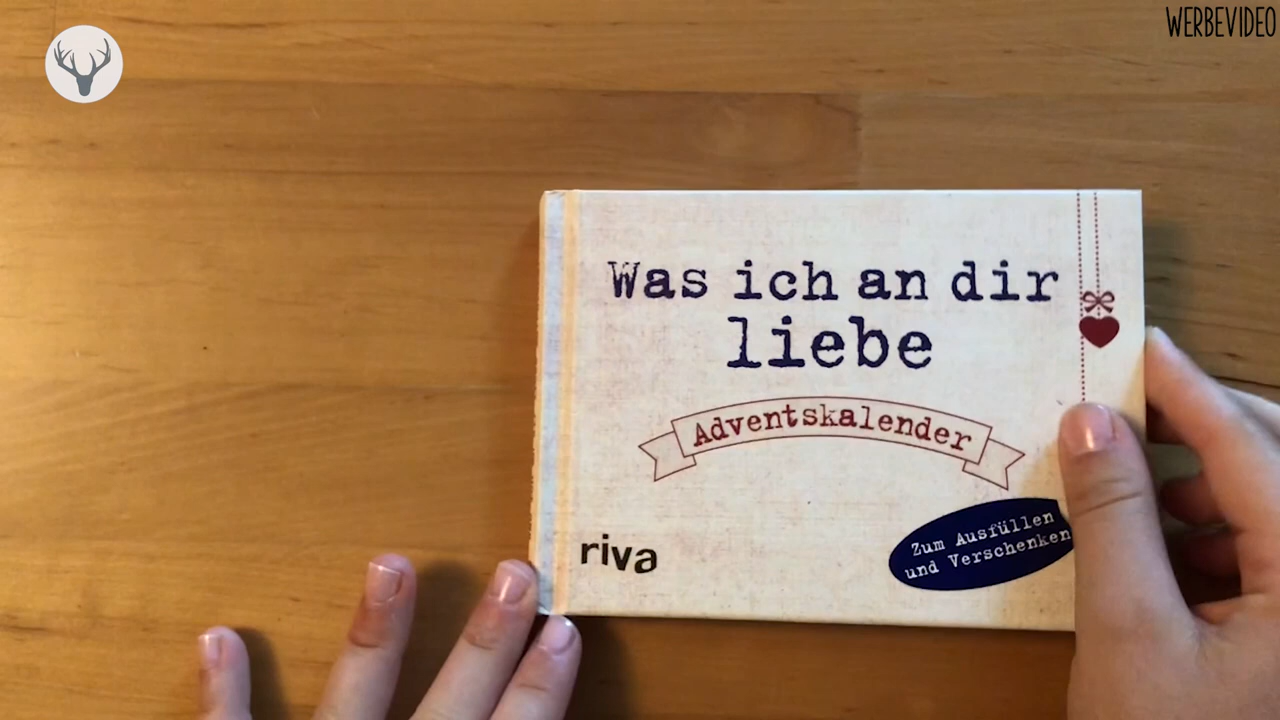 WERBEVIDEO
Was ich an dir
liebe
Adventskalender
Zum Ausfüllen
und Verschenken
riva